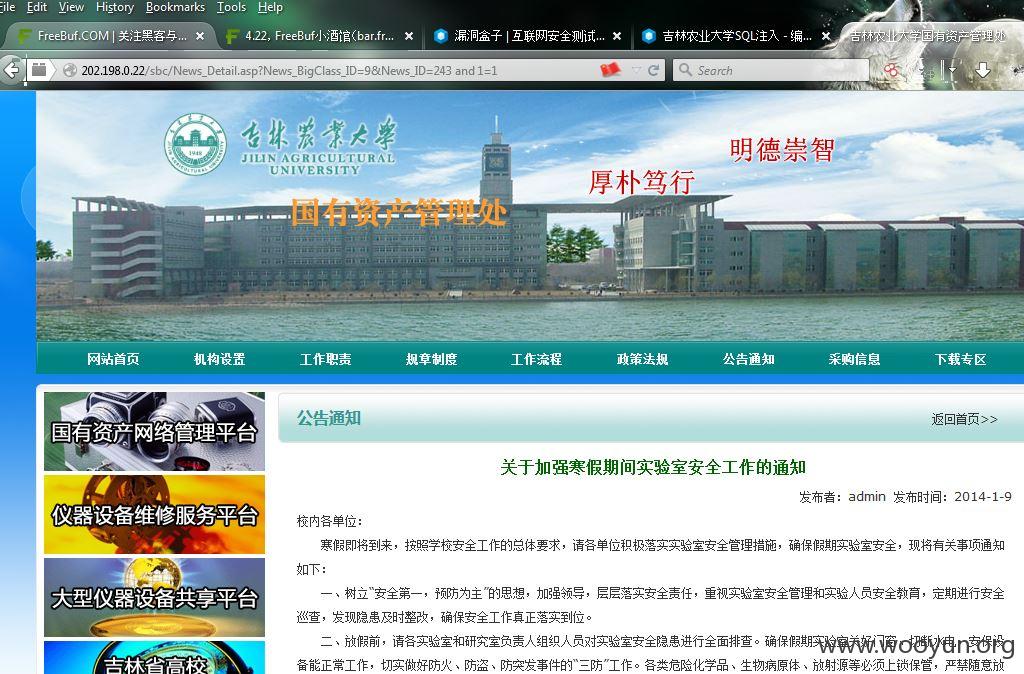 File Edit View History Bookmarks Tools Help
FreeBuf.COM | 关注黑客与...
4.22, FreeBuf小酒馆(bar.fr...
漏洞盒子 | 互联网安全测试...
吉林农业大学SQL注入 - 编...
吉林农业大学国有资产管理处
202.198.0.22/sbc/News_Detail.asp?News_BigClass_ID=9&News_ID=243 and 1=1
Search
吉林农业大学
JILIN AGRICULTURAL
UNIVERSITY
1948
明德崇智
厚朴笃行
国有资产管理处
网站首页 机构设置 工作职责 规章制度 工作流程 政策法规 公告通知 采购信息 下载专区
国有资产网络管理平台
仪器设备维修服务平台
大型仪器设备共享平台
吉林省高校
公告通知
返回首页>>
关于加强寒假期间实验室安全工作的通知
发布者：admin 发布时间：2014-1-9
校内各单位：
寒假即将到来，按照学校安全工作的总体要求，请各单位积极落实实验室安全管理措施，确保假期实验室安全，现将有关事项通知
如下：
一、树立“安全第一，预防为主”的思想，加强领导，层层落实安全责任，重视实验室安全管理和实验人员安全教育，定期进行安全
巡查，发现隐患及时整改，确保安全工作真正落实到位。
二、放假前，请各实验室和研究室负责人组织人员对实验室安全隐患进行全面排查。确保假期实验室关好门窗，切断水电，安保设
备能正常工作，切实做好防火、防盗、防突发事件的“三防”工作。各类危险化学品、生物病原体、放射源等必须上锁保管，严禁随意放
www.wooyun.org